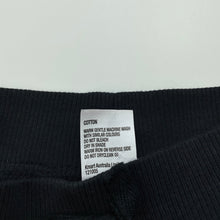 COTTON
WARM GENTLE MACHINE WASH
WITH SIMILAR COLOURS
DO NOT BLEACH
DRY IN SHADE
WARM IRON ON REVERSE
DO NOT DRYCLEAN
Kmart Australia
121005